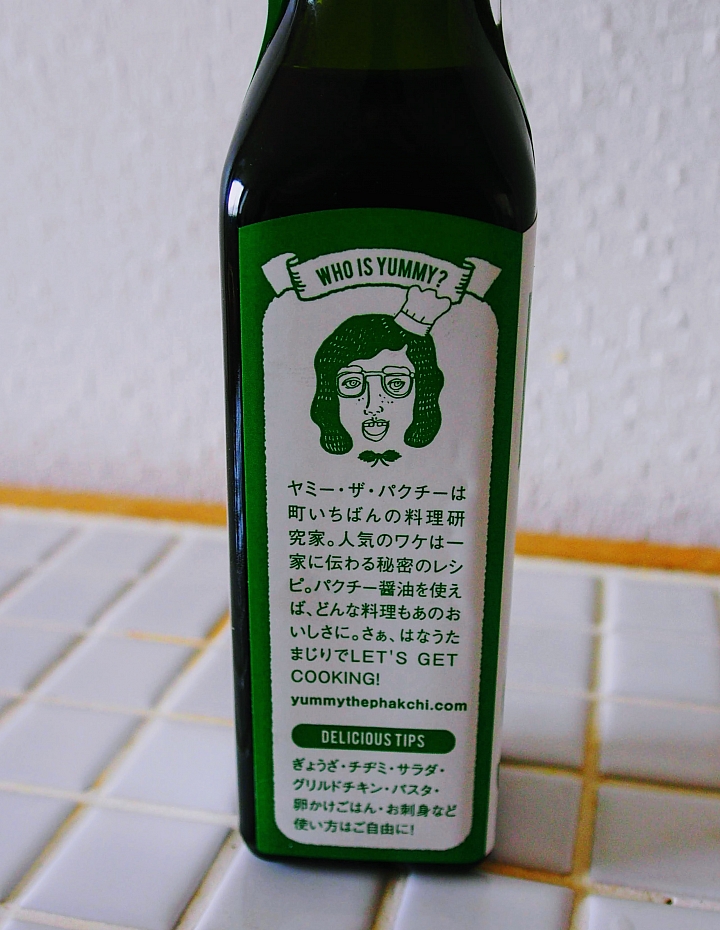 WHO IS YUMMY?
ヤミー・ザ・パクチーは
町いちばんの料理研
究家。人気のワケは一
家に伝わる秘密のレシ
ピ。パクチー醤油を使え
ば、どんな料理もあのお
いしさに。さぁ、はなうた
まじりでLET'S GET
COOKING!
yummythephakchi.com
DELICIOUS TIPS
ぎょうざ・チヂミ・サラダ・
グリルドチキン・パスタ・
卵かけごはん・お刺身など
使い方はご自由に!